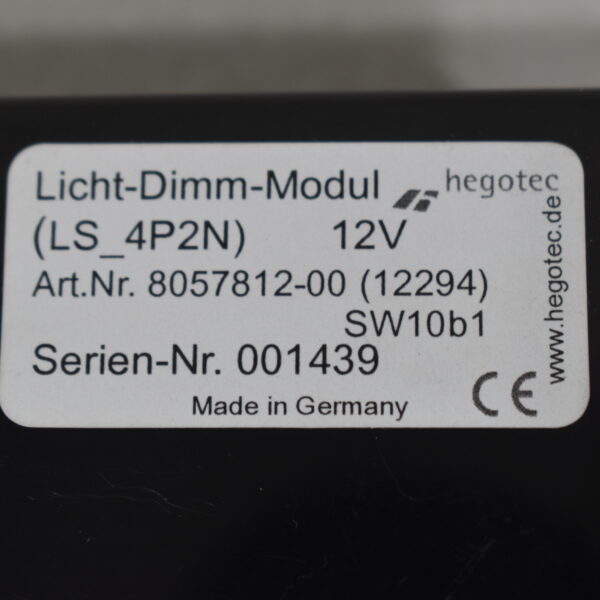 Licht-Dimm-Modul
hegotec
(LS_4P2N) 12V
Art.Nr. 8057812-00 (12294)
SW10b1
Serien-Nr. 001439
Made in Germany
CE
www.hegotec.de